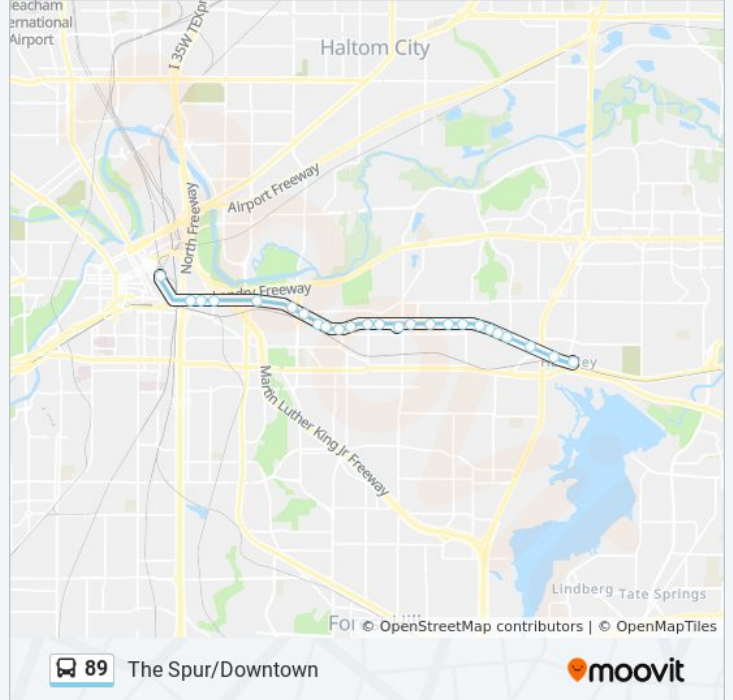 eacham
ernational
Airport
I 35W TEXpr
Haltom City
Airport Freeway
North Freeway
Freeway
Martin Luther King Jr Freeway
Lindberg
Tate Springs
© OpenStreetMap contributors | © OpenMapTiles
89
The Spur/Downtown
moovit